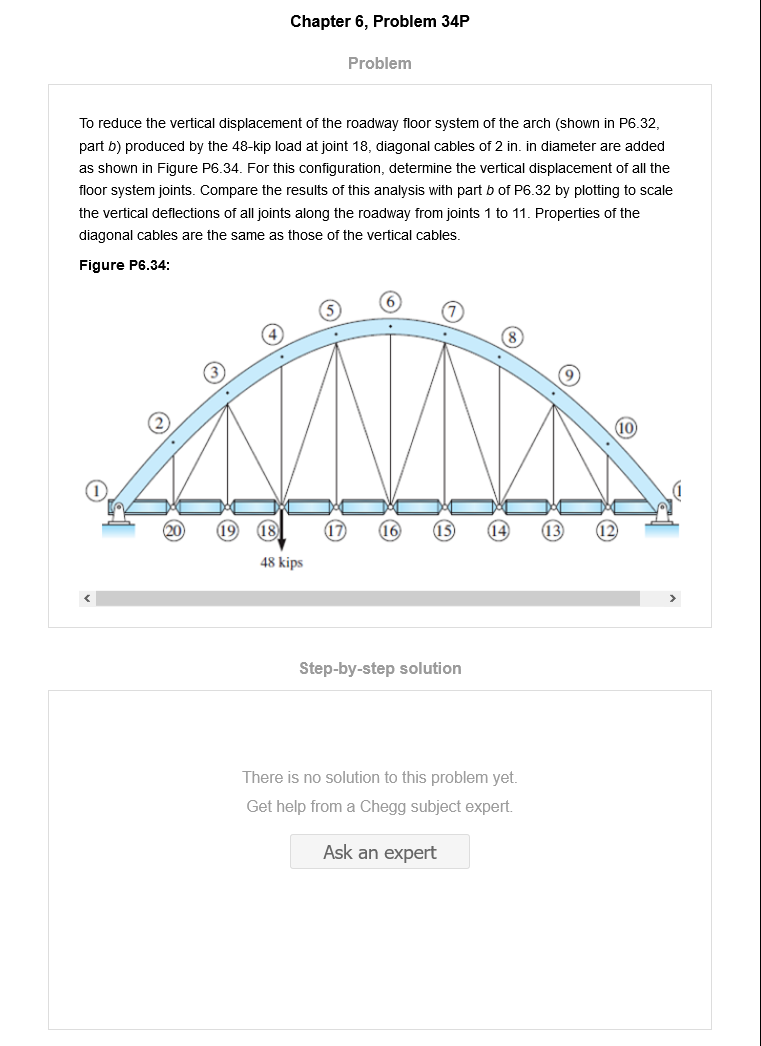 Chapter 6, Problem 34P
Problem
To reduce the vertical displacement of the roadway floor system of the arch (shown in P6.32,
part b) produced by the 48-kip load at joint 18, diagonal cables of 2 in. in diameter are added
as shown in Figure P6.34. For this configuration, determine the vertical displacement of all the
floor system joints. Compare the results of this analysis with part b of P6.32 by plotting to scale
the vertical deflections of all joints along the roadway from joints 1 to 11. Properties of the
diagonal cables are the same as those of the vertical cables.
Figure P6.34:
6
5
7
4
8
3
9
2
10
1
1
20
19
18
17
16
15
14
13
12
48 kips
Step-by-step solution
There is no solution to this problem yet.
Get help from a Chegg subject expert.
Ask an expert